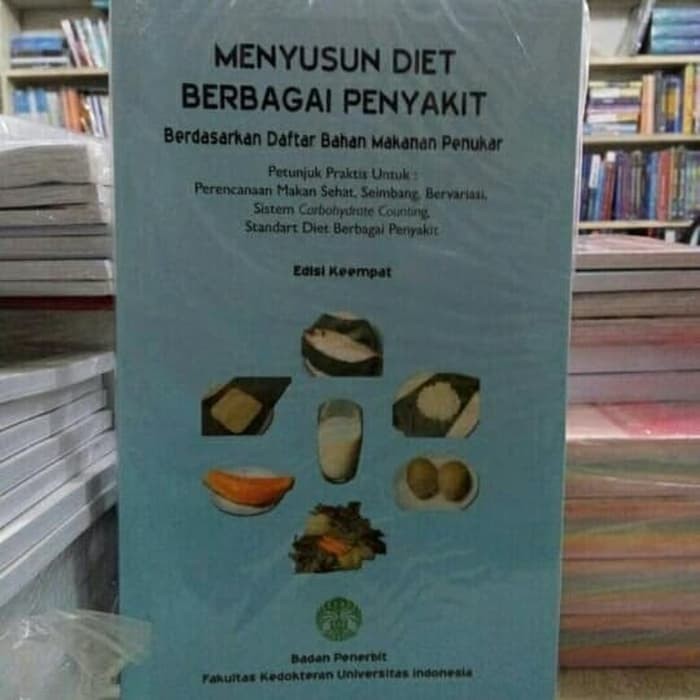 MENYUSUN DIET
BERBAGAI PENYAKIT
Berdasarkan Daftar Bahan Makanan Penukar
Petunjuk Praktis Untuk :
Perencanaan Makan Sehat, Seimbang, Bervariasi,
Sistem Carbohydrate Counting,
Standart Diet Berbagai Penyakit
Edisi Keempat
Badan Penerbit
Fakultas Kedokteran Universitas Indonesia